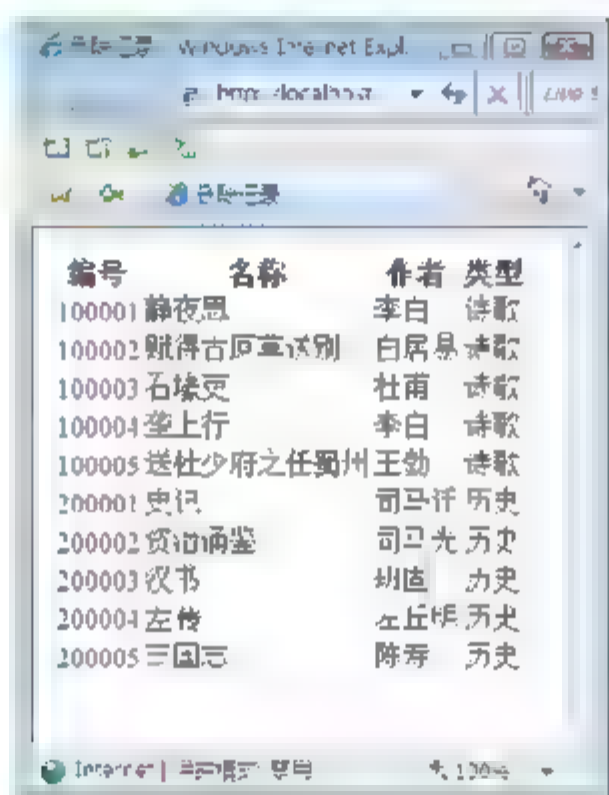 Windows Internet Expl
http://localhost
编号 名称 作者 类型
100001 静夜思 李白 诗歌
100002 赋得古原草送别 白居易 诗歌
100003 石壕吏 杜甫 诗歌
100004 垄上行 李白 诗歌
100005 送杜少府之任蜀州 王勃 诗歌
200001 史记 司马迁 历史
200002 资治通鉴 司马光 历史
200003 汉书 班固 历史
200004 左传 左丘明 历史
200005 三国志 陈寿 历史
Internet | 禁用 100%